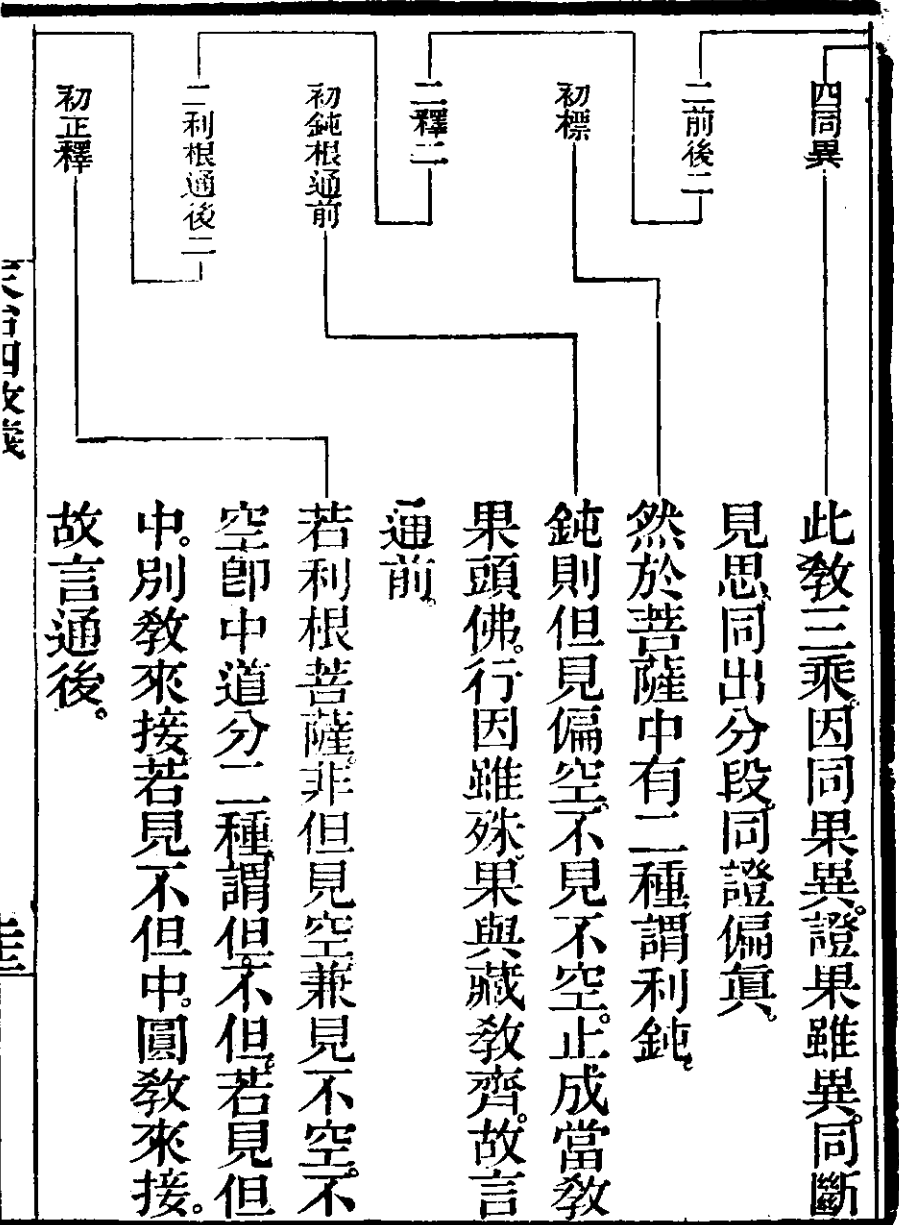 四同異
二前後二
初標
二釋二
初鈍根通前
二利根通後二
初正釋
此教三乘因同果異。證果雖異。同斷
見思。同出分段。同證偏眞。
然於菩薩中有二種。謂利鈍。
鈍則但見偏空。不見不空。止成當教
果頭佛。行因雖殊。果與藏教齊。故言
通前。
若利根菩薩。非但見空。兼見不空。不
空卽中道。分二種。謂但。不但。若見但
中。別教來接。若見不但中。圓教來接。
故言通後。
天台四教儀